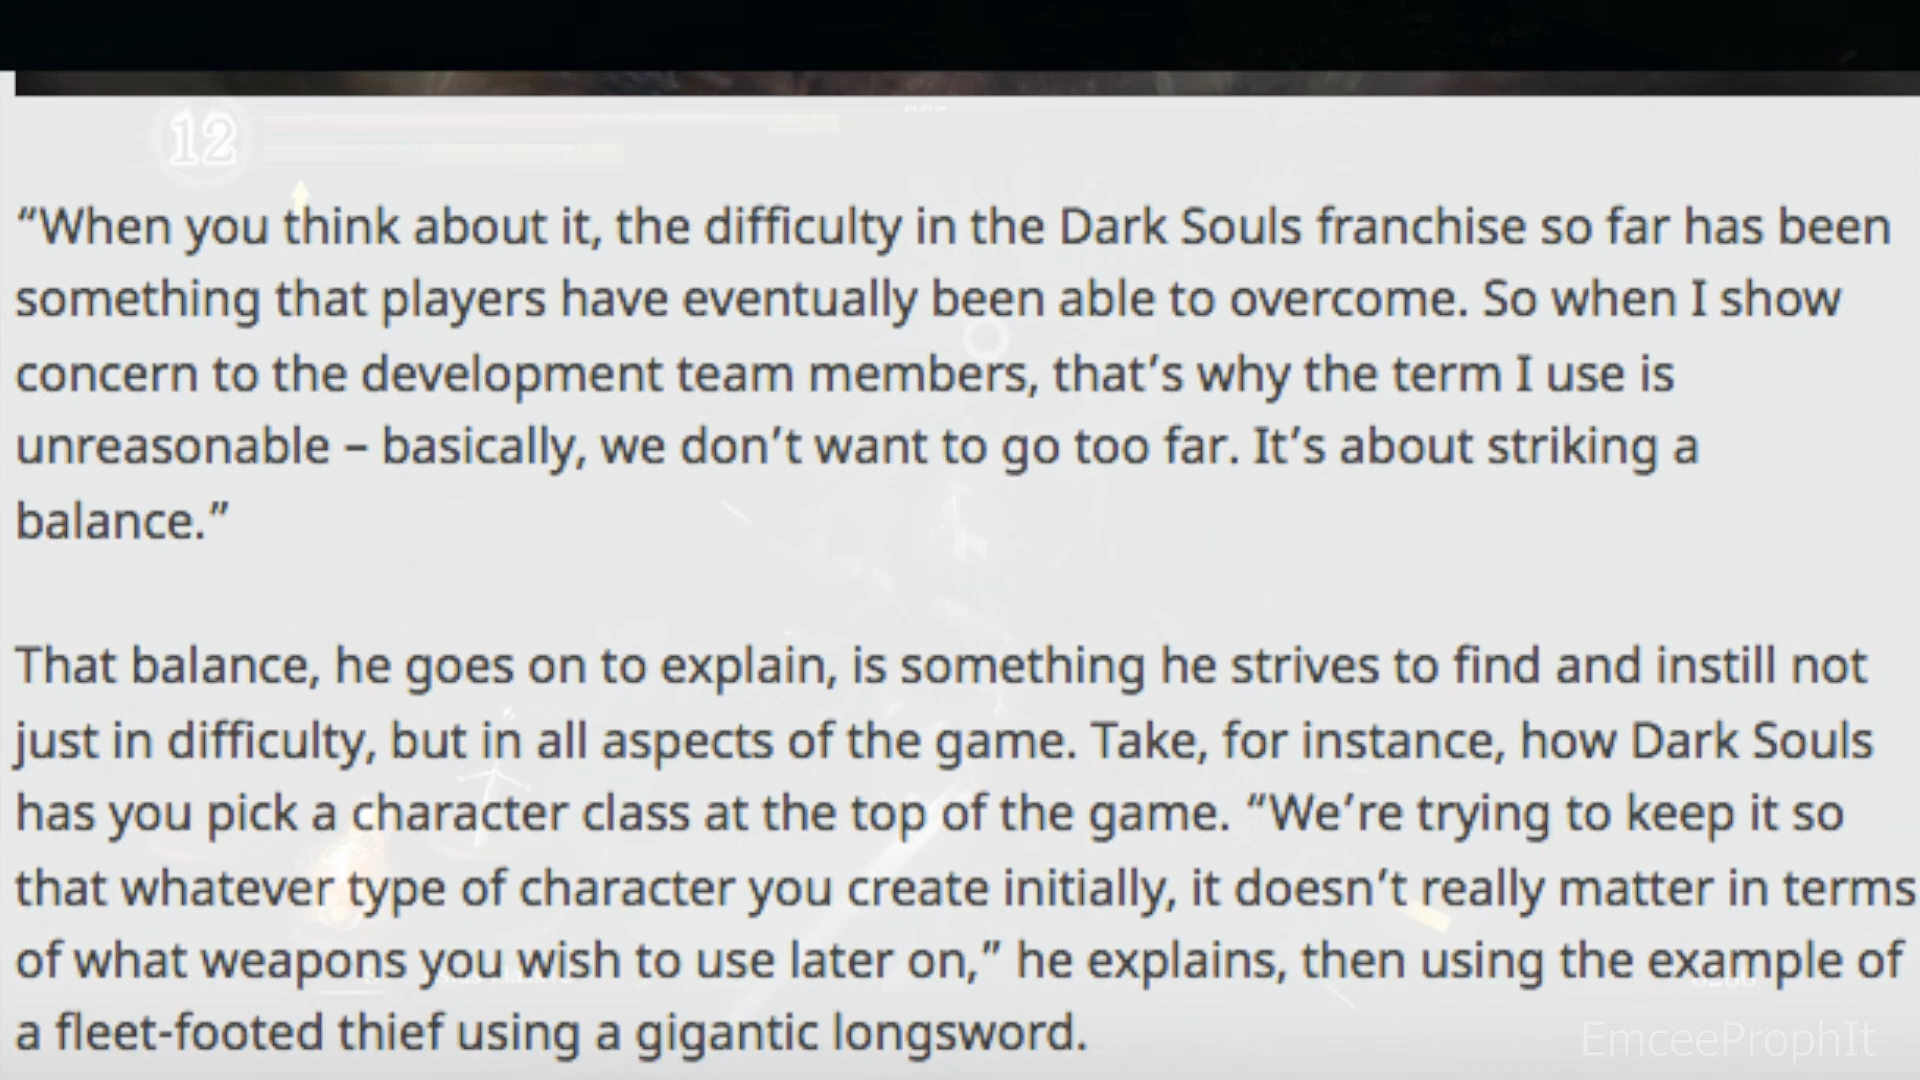 12
“When you think about it, the difficulty in the Dark Souls franchise so far has been
something that players have eventually been able to overcome. So when I show
concern to the development team members, that’s why the term I use is
unreasonable – basically, we don’t want to go too far. It’s about striking a
balance.”
That balance, he goes on to explain, is something he strives to find and instill not
just in difficulty, but in all aspects of the game. Take, for instance, how Dark Souls
has you pick a character class at the top of the game. “We’re trying to keep it so
that whatever type of character you create initially, it doesn’t really matter in terms
of what weapons you wish to use later on,” he explains, then using the example of
a fleet-footed thief using a gigantic longsword.
EmceeProphIt